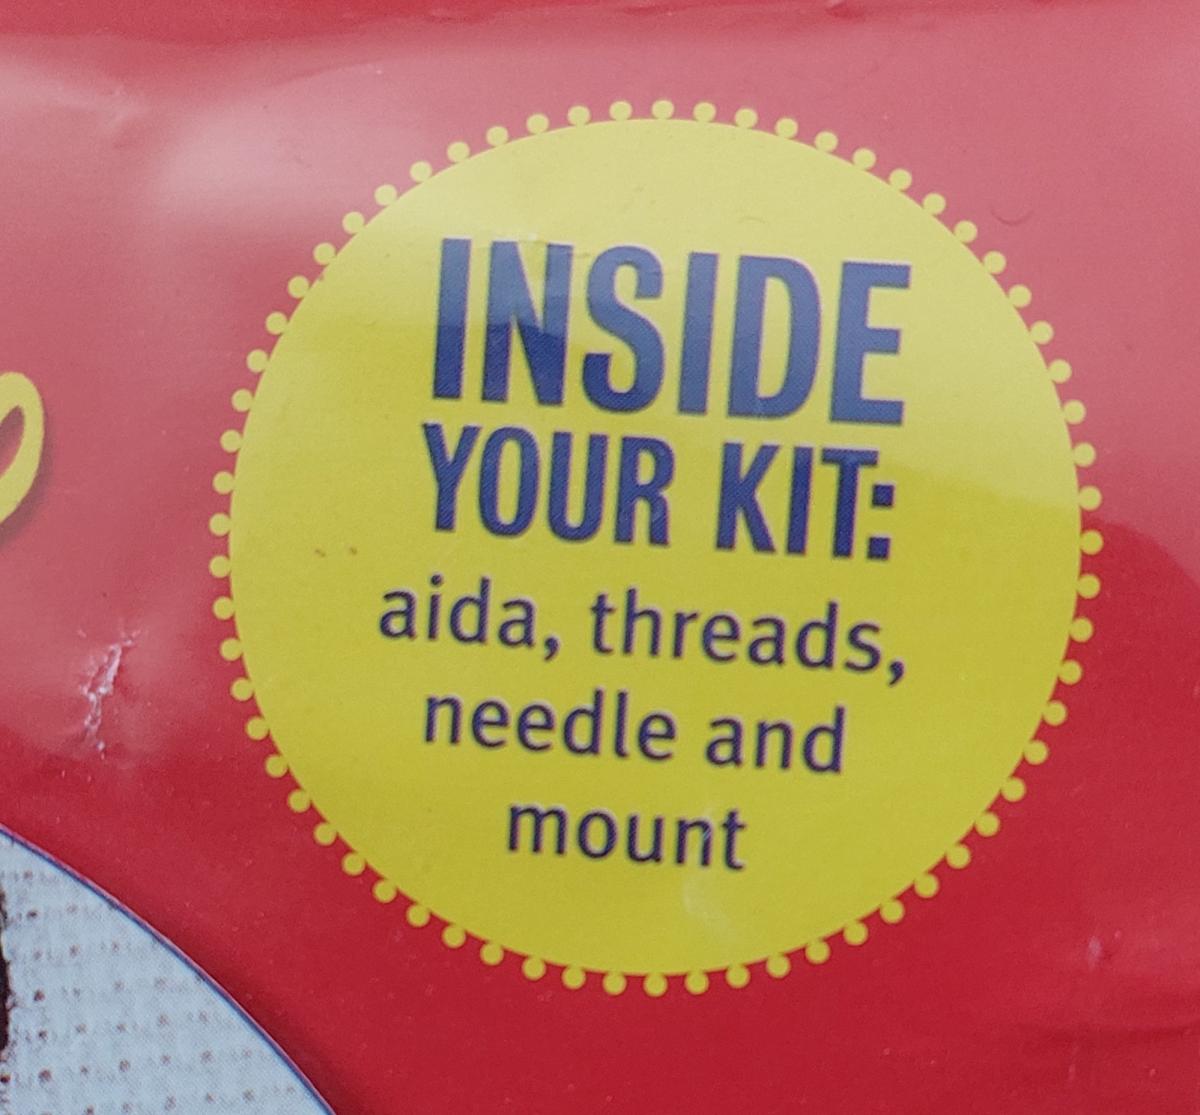 INSIDE
YOUR KIT:
aida, threads,
needle and
mount